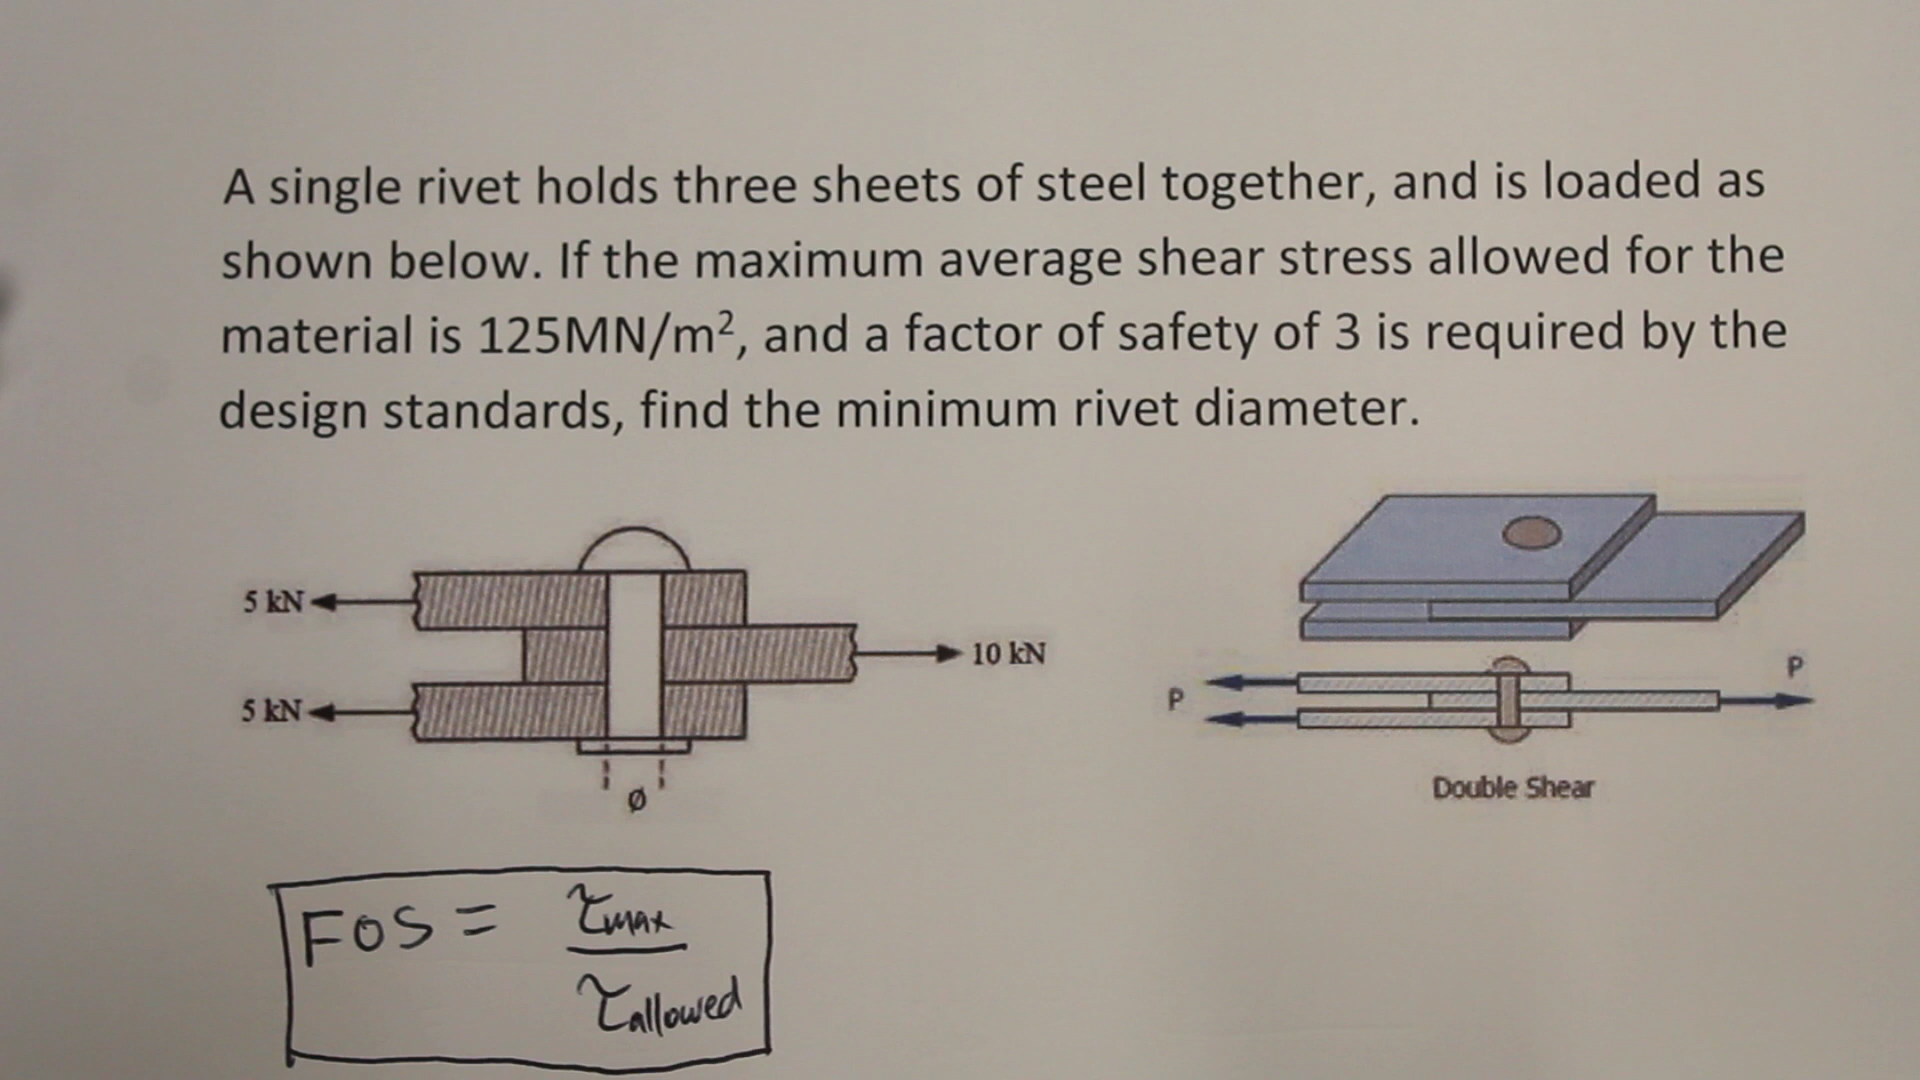 A single rivet holds three sheets of steel together, and is loaded as
shown below. If the maximum average shear stress allowed for the
material is 125MN/m², and a factor of safety of 3 is required by the
design standards, find the minimum rivet diameter.
5 kN
10 kN
5 kN
Ø
P
P
Double Shear
FOS = τmax
τallowed